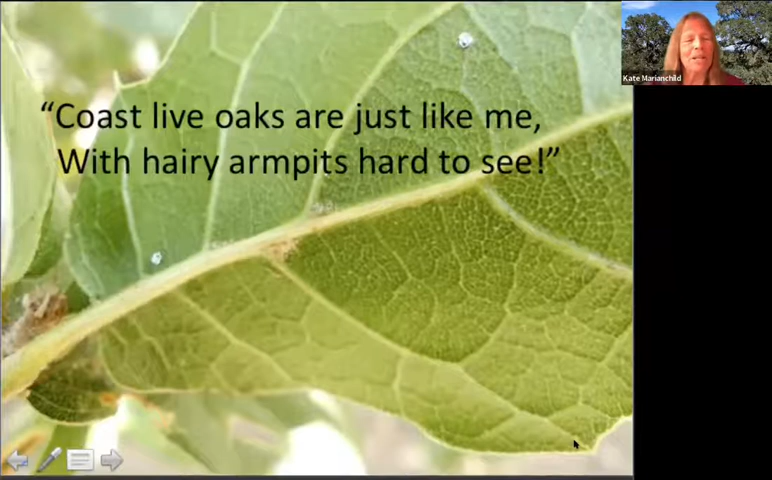 “Coast live oaks are just like me,
With hairy armpits hard to see!”
Kate Marianchild